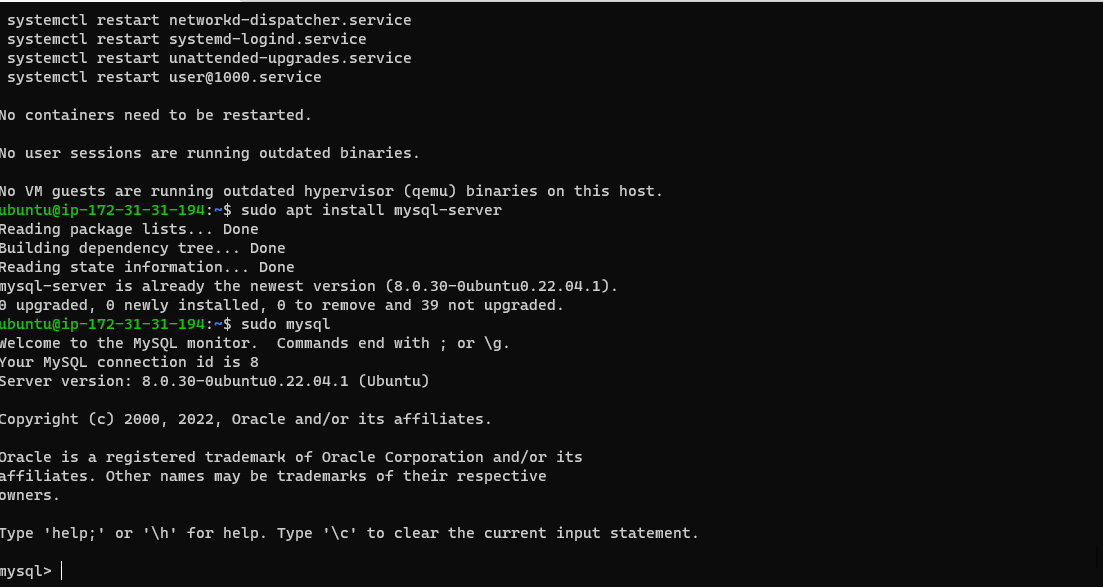 systemctl restart networkd-dispatcher.service
systemctl restart systemd-logind.service
systemctl restart unattended-upgrades.service
systemctl restart user@1000.service
No containers need to be restarted.
No user sessions are running outdated binaries.
No VM guests are running outdated hypervisor (qemu) binaries on this host.
ubuntu@ip-172-31-31-194:~$ sudo apt install mysql-server
Reading package lists... Done
Building dependency tree... Done
Reading state information... Done
mysql-server is already the newest version (8.0.30-0ubuntu0.22.04.1).
0 upgraded, 0 newly installed, 0 to remove and 39 not upgraded.
ubuntu@ip-172-31-31-194:~$ sudo mysql
Welcome to the MySQL monitor.  Commands end with ; or \g.
Your MySQL connection id is 8
Server version: 8.0.30-0ubuntu0.22.04.1 (Ubuntu)
Copyright (c) 2000, 2022, Oracle and/or its affiliates.
Oracle is a registered trademark of Oracle Corporation and/or its
affiliates. Other names may be trademarks of their respective
owners.
Type 'help;' or '\h' for help. Type '\c' to clear the current input statement.
mysql>